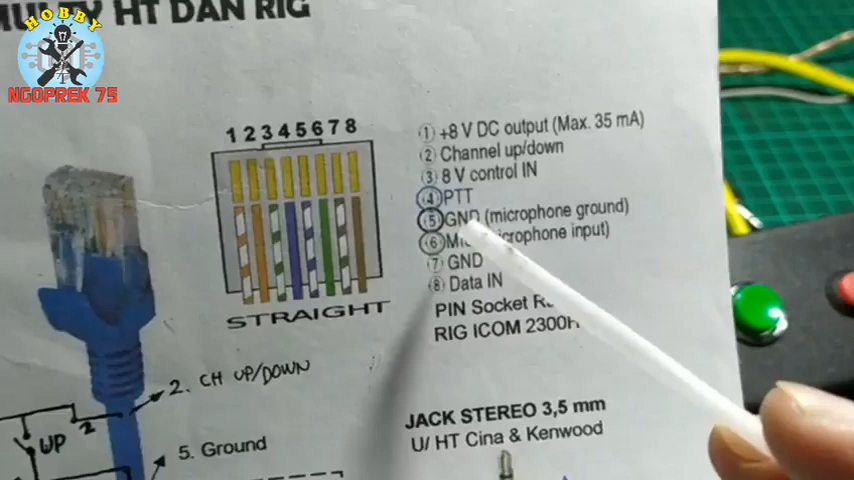 HT DAN RIG
HOBBY
NGOPREK 75
1 2 3 4 5 6 7 8
① +8 V DC output (Max. 35 mA)
② Channel up/down
③ 8 V control IN
④ PTT
⑤ GND (microphone ground)
⑥ microphone input)
⑦ GND
⑧ Data IN
STRAIGHT
PIN Socket
RIG ICOM 2300H
2. CH UP/DOWN
UP
2
5. Ground
JACK STEREO 3,5 mm
U/ HT Cina & Kenwood